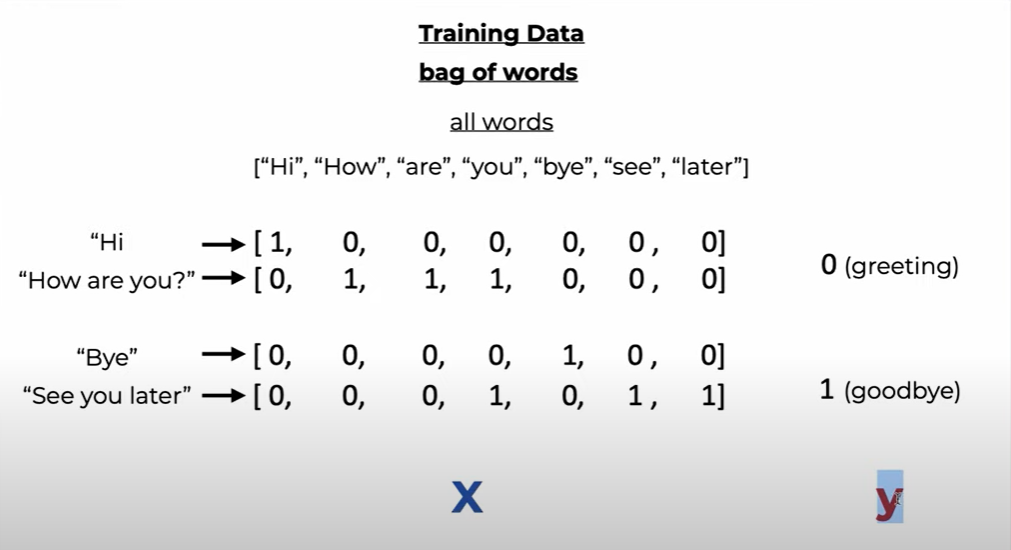 Training Data
bag of words
all words
[“Hi”, “How”, “are”, “you”, “bye”, “see”, “later”]
“Hi → [ 1, 0, 0, 0, 0, 0 , 0]
“How are you?” → [ 0, 1, 1, 1, 0, 0 , 0]
0 (greeting)
“Bye” → [ 0, 0, 0, 0, 1, 0 , 0]
“See you later” → [ 0, 0, 0, 1, 0, 1 , 1]
1 (goodbye)
X y